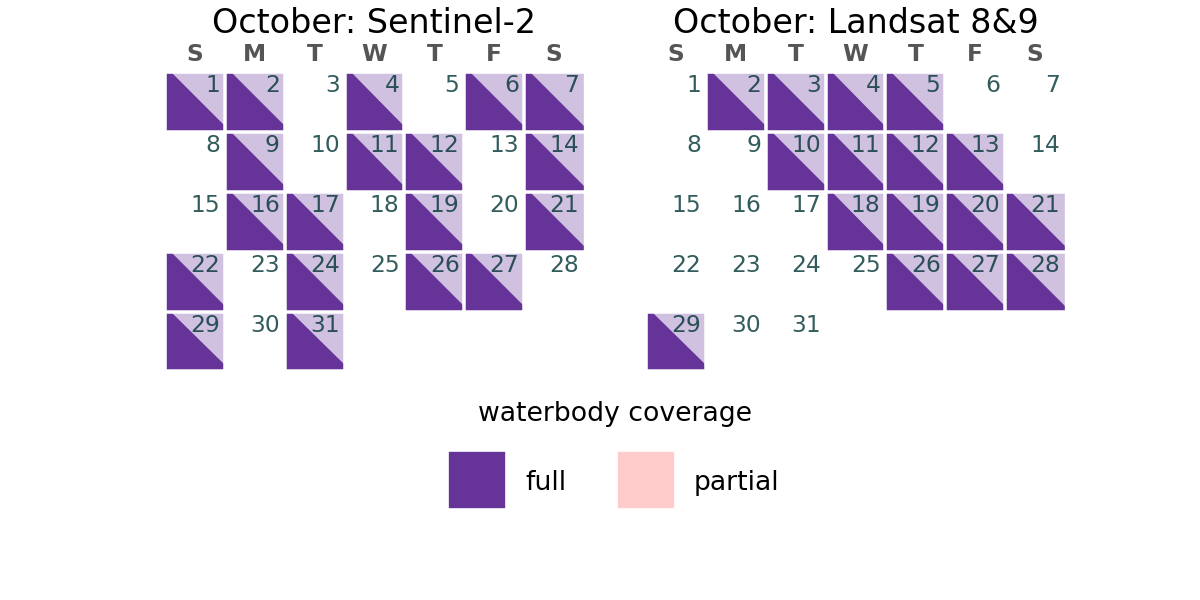 October: Sentinel-2
S M T W T F S
1 2 3 4 5 6 7
8 9 10 11 12 13 14
15 16 17 18 19 20 21
22 23 24 25 26 27 28
29 30 31
October: Landsat 8&9
S M T W T F S
1 2 3 4 5 6 7
8 9 10 11 12 13 14
15 16 17 18 19 20 21
22 23 24 25 26 27 28
29 30 31
waterbody coverage
full
partial